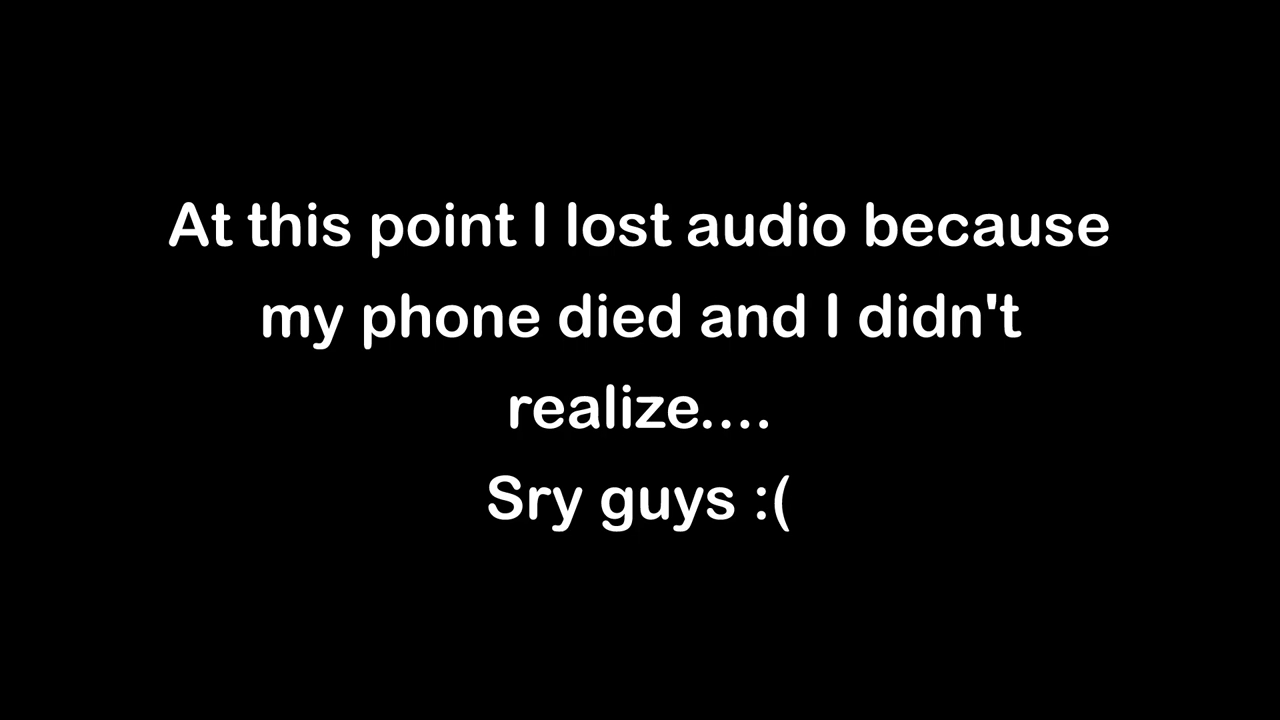 At this point I lost audio because
my phone died and I didn't
realize....
Sry guys :(